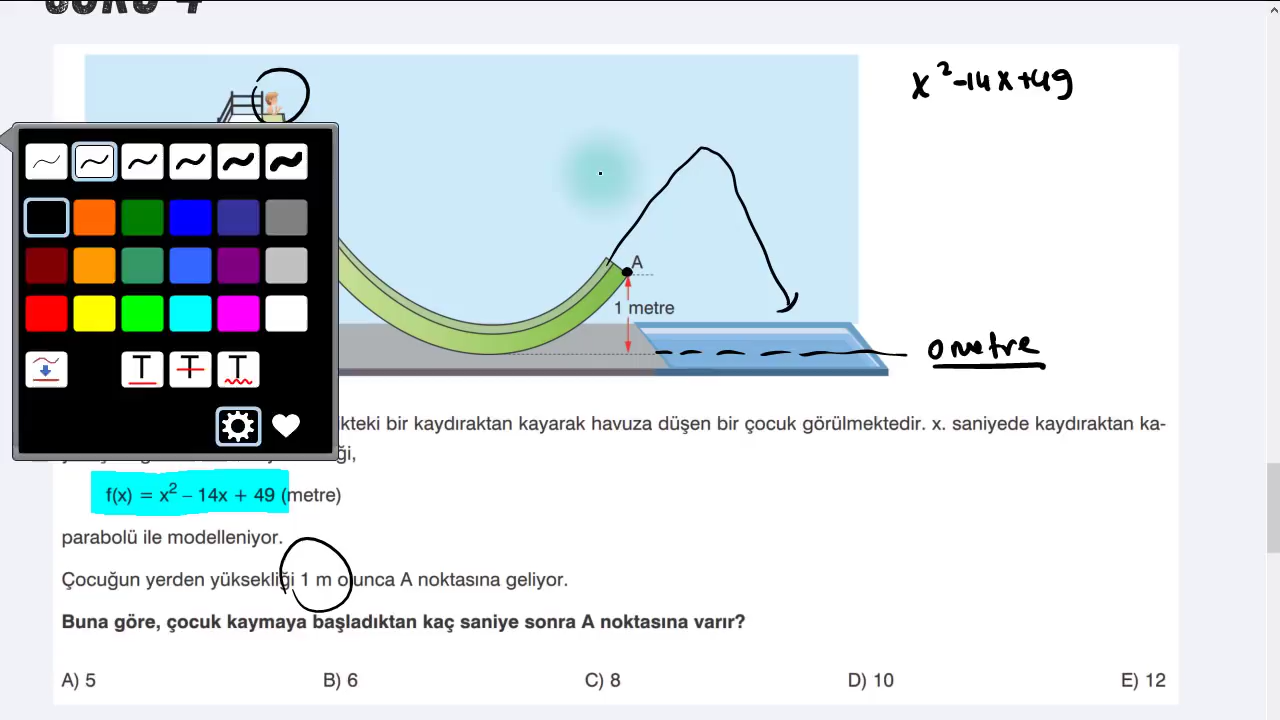 x² - 14x + 49
A
1 metre
0 metre
kteki bir kaydıraktan kayarak havuza düşen bir çocuk görülmektedir. x. saniyede kaydıraktan ka-
ği,
f(x) = x² – 14x + 49 (metre)
parabolü ile modelleniyor.
Çocuğun yerden yüksekliği 1 m olunca A noktasına geliyor.
Buna göre, çocuk kaymaya başladıktan kaç saniye sonra A noktasına varır?
A) 5 B) 6 C) 8 D) 10 E) 12